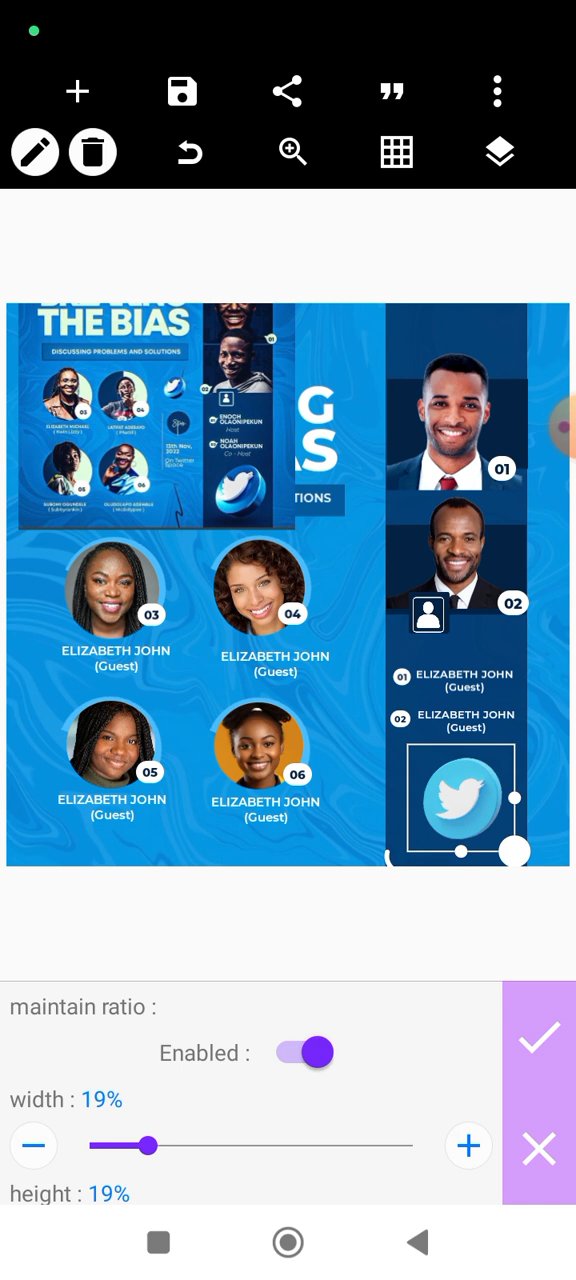 THE BIAS
DISCUSSING PROBLEMS AND SOLUTIONS
03
04
01
02
ENOCH
OLAONIPEKUN
Host
NOAH
OLAONIPEKUN
Co - Host
13th Nov,
2022
On Twitter
Space
05
06
G
AS
TIONS
01
02
03
ELIZABETH JOHN
(Guest)
04
ELIZABETH JOHN
(Guest)
05
ELIZABETH JOHN
(Guest)
06
ELIZABETH JOHN
(Guest)
01 ELIZABETH JOHN
(Guest)
02 ELIZABETH JOHN
(Guest)
maintain ratio :
Enabled :
width : 19%
height : 19%